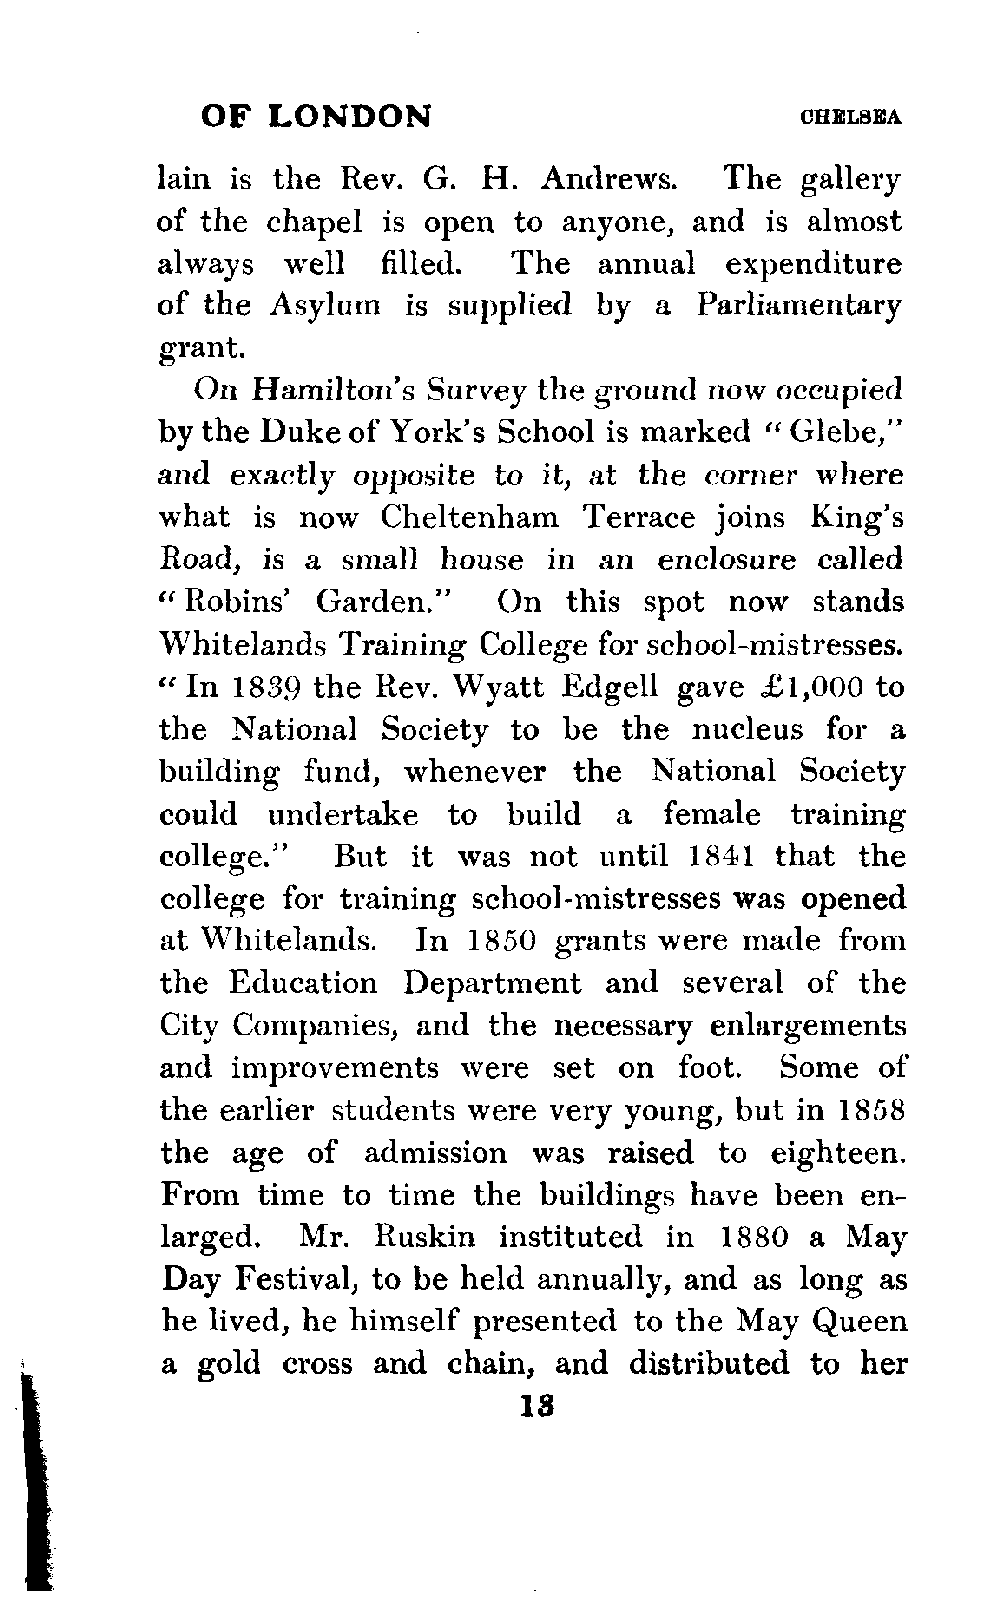 OF LONDON CHELSEA
lain is the Rev. G. H. Andrews. The gallery
of the chapel is open to anyone, and is almost
always well filled. The annual expenditure
of the Asylum is supplied by a Parliamentary
grant.
On Hamilton's Survey the ground now occupied
by the Duke of York's School is marked "Glebe,"
and exactly opposite to it, at the corner where
what is now Cheltenham Terrace joins King's
Road, is a small house in an enclosure called
"Robins' Garden." On this spot now stands
Whitelands Training College for school-mistresses.
"In 1839 the Rev. Wyatt Edgell gave £1,000 to
the National Society to be the nucleus for a
building fund, whenever the National Society
could undertake to build a female training
college." But it was not until 1841 that the
college for training school-mistresses was opened
at Whitelands. In 1850 grants were made from
the Education Department and several of the
City Companies, and the necessary enlargements
and improvements were set on foot. Some of
the earlier students were very young, but in 1858
the age of admission was raised to eighteen.
From time to time the buildings have been en-
larged. Mr. Ruskin instituted in 1880 a May
Day Festival, to be held annually, and as long as
he lived, he himself presented to the May Queen
a gold cross and chain, and distributed to her
13